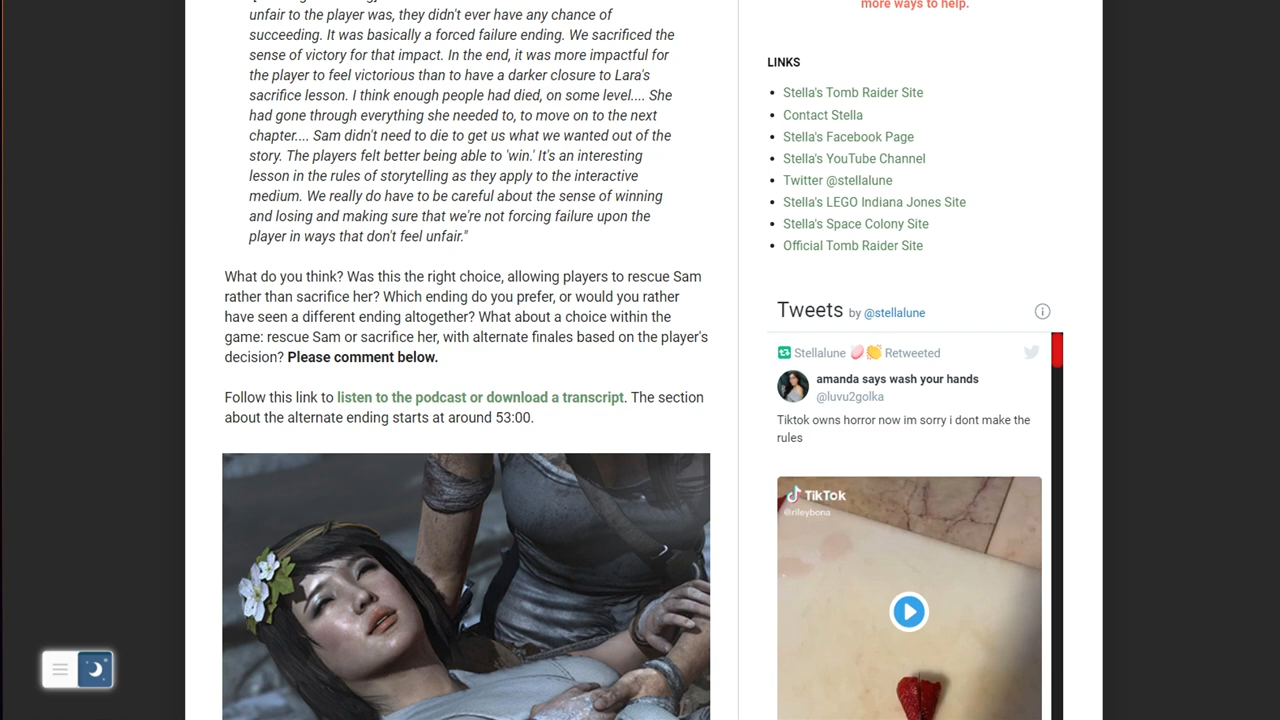 unfair to the player was, they didn't ever have any chance of
succeeding. It was basically a forced failure ending. We sacrificed the
sense of victory for that impact. In the end, it was more impactful for
the player to feel victorious than to have a darker closure to Lara's
sacrifice lesson. I think enough people had died, on some level.... She
had gone through everything she needed to, to move on to the next
chapter.... Sam didn't need to die to get us what we wanted out of the
story. The players felt better being able to 'win.' It's an interesting
lesson in the rules of storytelling as they apply to the interactive
medium. We really do have to be careful about the sense of winning
and losing and making sure that we're not forcing failure upon the
player in ways that don't feel unfair."
What do you think? Was this the right choice, allowing players to rescue Sam
rather than sacrifice her? Which ending do you prefer, or would you rather
have seen a different ending altogether? What about a choice within the
game: rescue Sam or sacrifice her, with alternate finales based on the player's
decision? Please comment below.
Follow this link to listen to the podcast or download a transcript. The section
about the alternate ending starts at around 53:00.
more ways to help.
LINKS
Stella's Tomb Raider Site
Contact Stella
Stella's Facebook Page
Stella's YouTube Channel
Twitter @stellalune
Stella's LEGO Indiana Jones Site
Stella's Space Colony Site
Official Tomb Raider Site
Tweets by @stellalune
Stellalune Retweeted
amanda says wash your hands
@luvu2golka
Tiktok owns horror now im sorry i dont make the
rules
TikTok
@rileybona